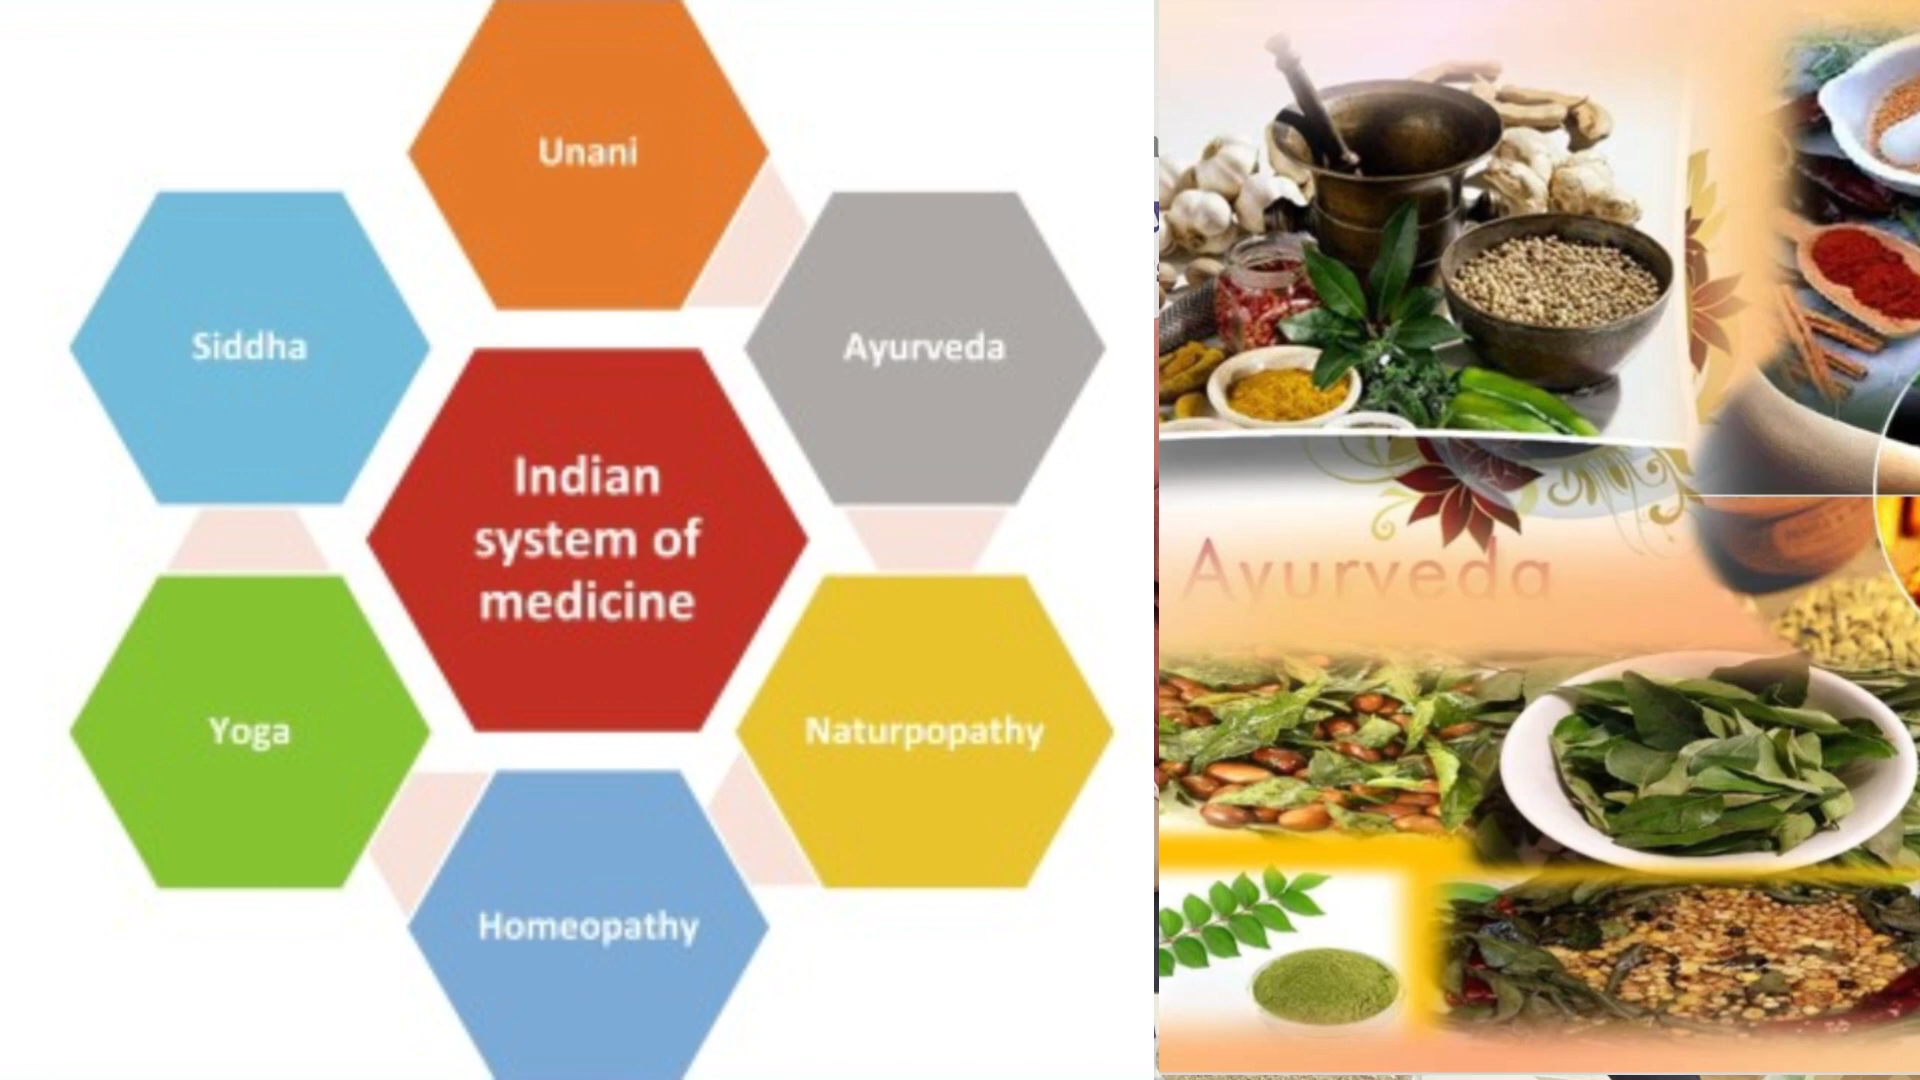 Unani
Siddha
Ayurveda
Indian
system of
medicine
Yoga
Naturpopathy
Homeopathy
Ayurveda